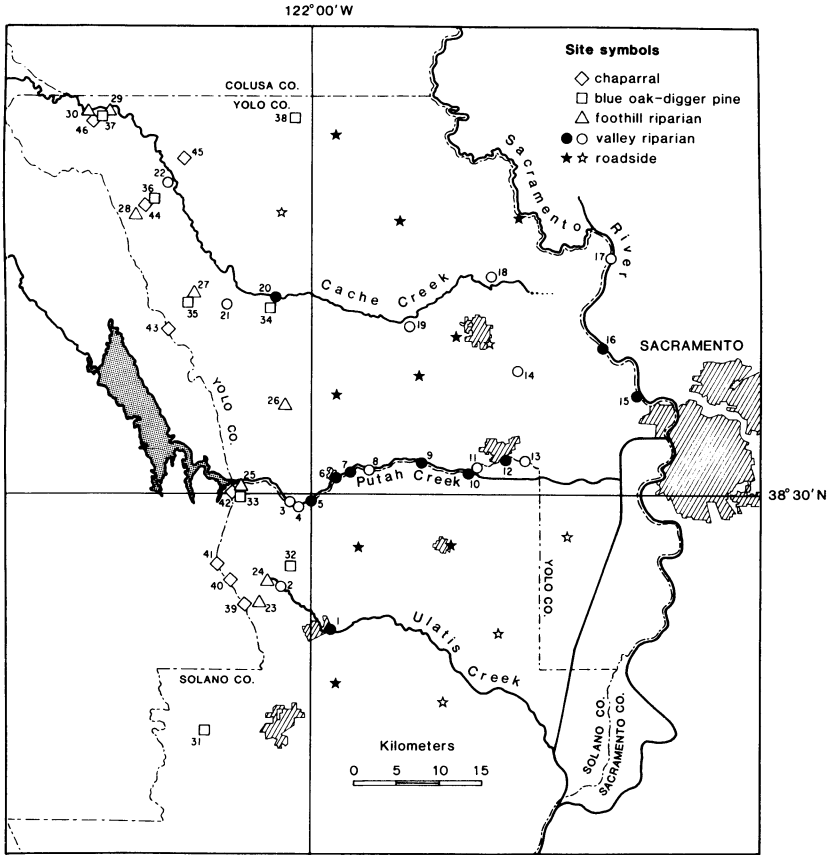 122°00'W
Site symbols
chaparral
blue oak-digger pine
foothill riparian
valley riparian
roadside
COLUSA CO.
YOLO CO.
29
30
37
46
38
45
22
36
28
44
Sacramento
River
17
27
20
Cache Creek
18
35
21
34
19
43
16
SACRAMENTO
14
15
YOLO CO.
26
25
6
7
8
9
11
12
13
Putah Creek
10
42
33
3
4
5
38°30'N
41
32
24
2
40
39
23
1
YOLO CO.
Ulatis Creek
SOLANO CO.
31
SOLANO CO.
SACRAMENTO CO.
Kilometers
0 5 10 15